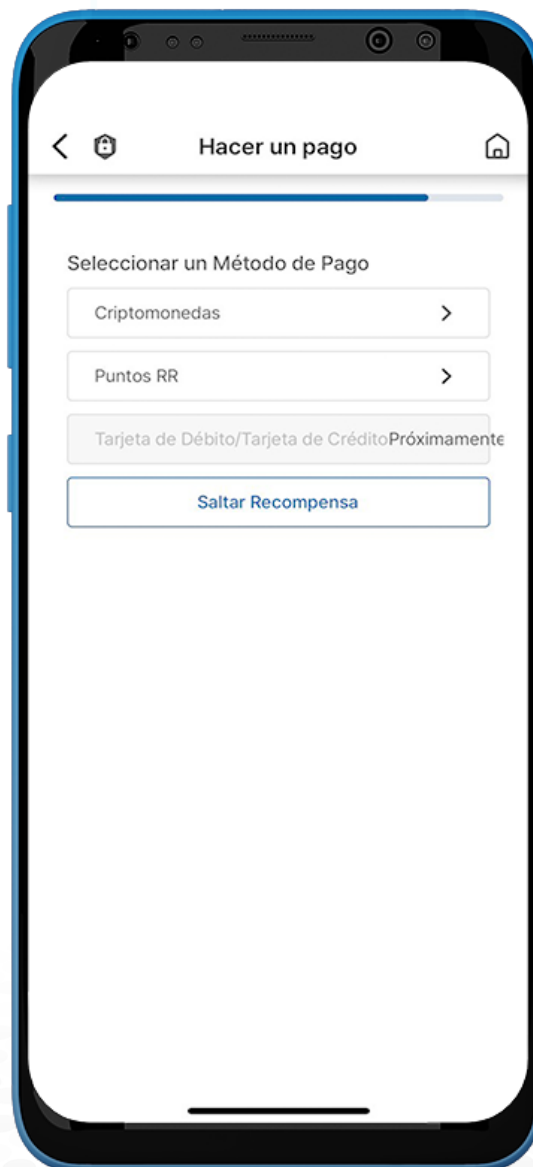 Hacer un pago
Seleccionar un Método de Pago
Criptomonedas
Puntos RR
Tarjeta de Débito/Tarjeta de Crédito Próximamente
Saltar Recompensa